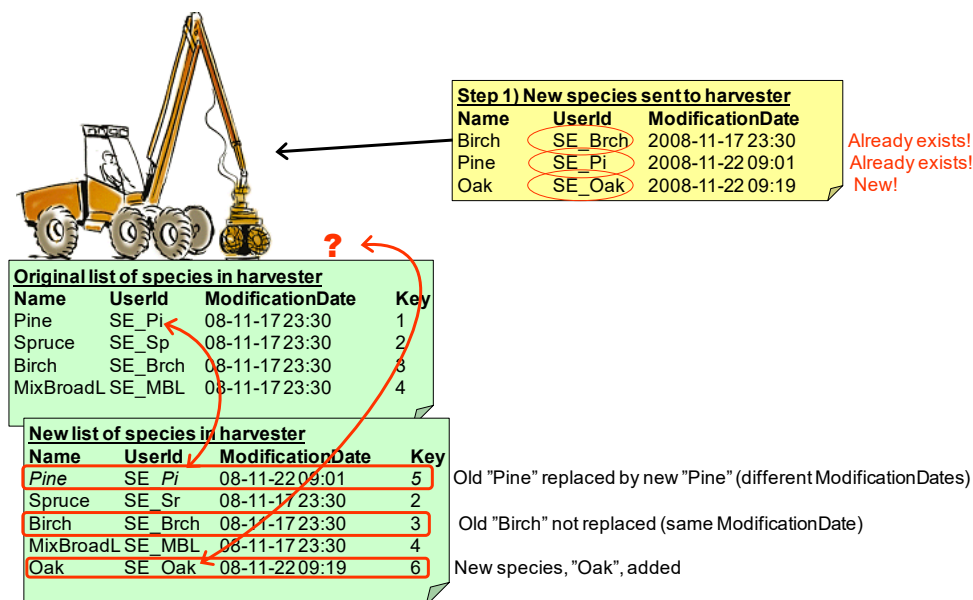 Step 1) New species sent to harvester
Name UserId ModificationDate
Birch SE_Brch 2008-11-17 23:30 Already exists!
Pine SE_Pi 2008-11-22 09:01 Already exists!
Oak SE_Oak 2008-11-22 09:19 New!
?
Original list of species in harvester
Name UserId ModificationDate Key
Pine SE_Pi 08-11-17 23:30 1
Spruce SE_Sp 08-11-17 23:30 2
Birch SE_Brch 08-11-17 23:30 3
MixBroadL SE_MBL 08-11-17 23:30 4
New list of species in harvester
Name UserId ModificationDate Key
Pine SE_Pi 08-11-22 09:01 5 Old "Pine" replaced by new "Pine" (different ModificationDates)
Spruce SE_Sr 08-11-17 23:30 2
Birch SE_Brch 08-11-17 23:30 3 Old "Birch" not replaced (same ModificationDate)
MixBroadL SE_MBL 08-11-17 23:30 4
Oak SE_Oak 08-11-22 09:19 6 New species, "Oak", added